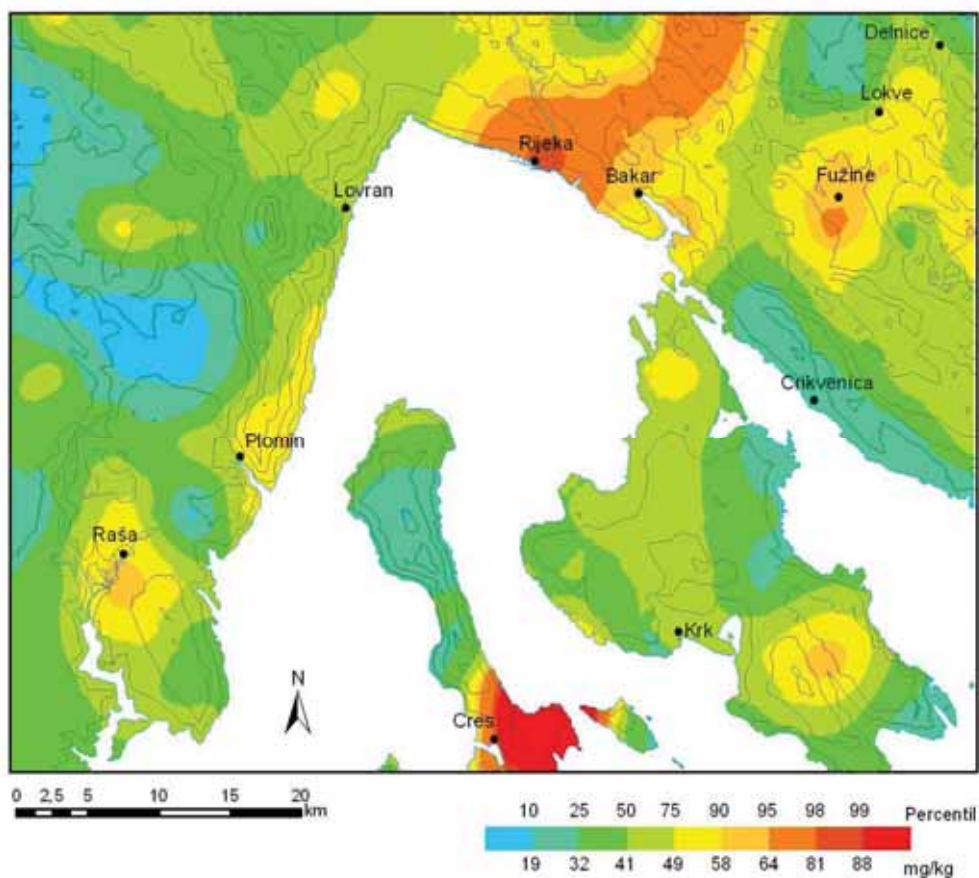 Delnice
Lokve
Rijeka
Bakar
Fužine
Lovran
Crikvenica
Plomin
Raša
Krk
N
Cres
0 2,5 5 10 15 20
km
10 25 50 75 90 95 98 99 Percentil
19 32 41 49 58 64 81 88 mg/kg